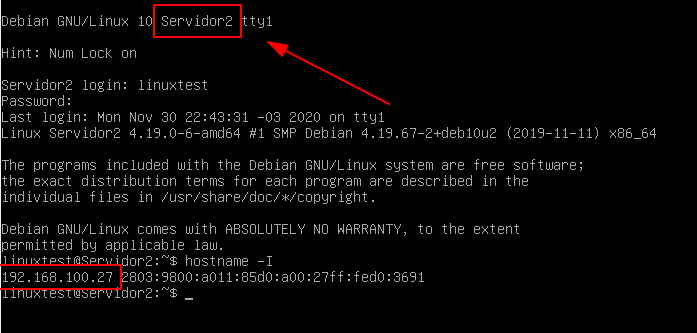 Debian GNU/Linux 10 Servidor2 tty1
Hint: Num Lock on
Servidor2 login: linuxtest
Password:
Last login: Mon Nov 30 22:43:31 -03 2020 on tty1
Linux Servidor2 4.19.0-6-amd64 #1 SMP Debian 4.19.67-2+deb10u2 (2019-11-11) x86_64
The programs included with the Debian GNU/Linux system are free software;
the exact distribution terms for each program are described in the
individual files in /usr/share/doc/*/copyright.
Debian GNU/Linux comes with ABSOLUTELY NO WARRANTY, to the extent
permitted by applicable law.
linuxtest@Servidor2:~$ hostname -I
192.168.100.27 2803:9800:a011:85d0:a00:27ff:fed0:3691
linuxtest@Servidor2:~$ _